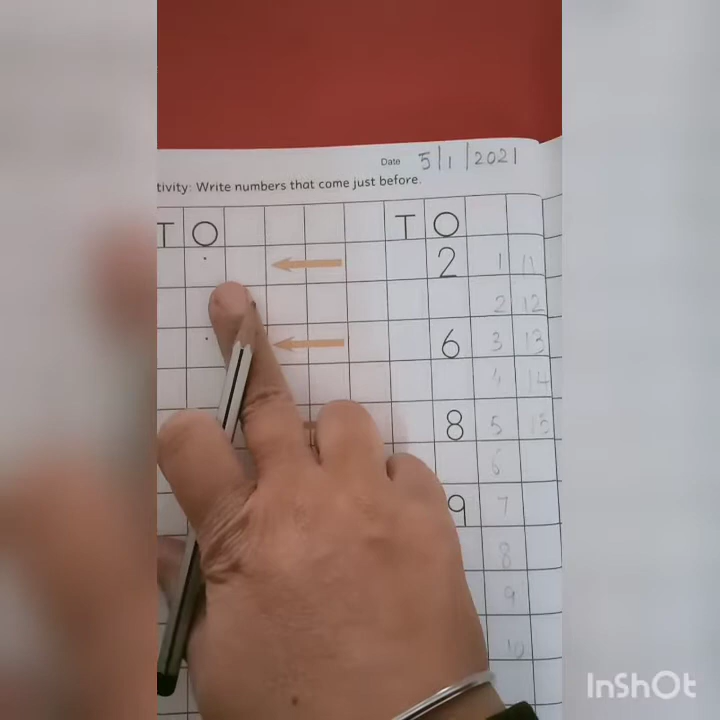 Date 5/1/2021
tivity: Write numbers that come just before.
T O T O
2 1 11
2 12
6 3 13
4 14
8 5 15
6
9 7
8
9
10
InShOt